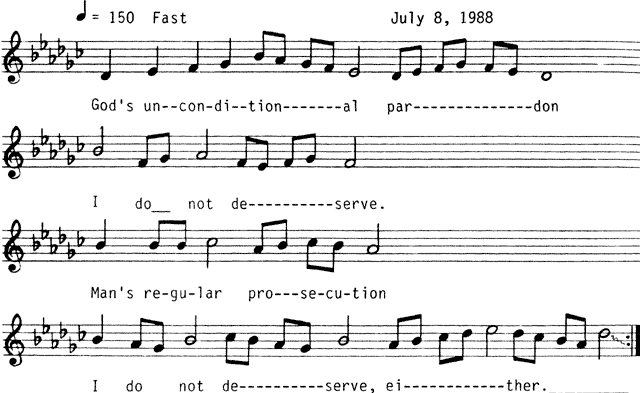 ♩ = 150 Fast July 8, 1988
God's un--con-di--tion-------al par-------------don
I do__ not de----------serve.
Man's re-gu-lar pro---se-cu-tion
I do not de----------serve, ei------------ther.